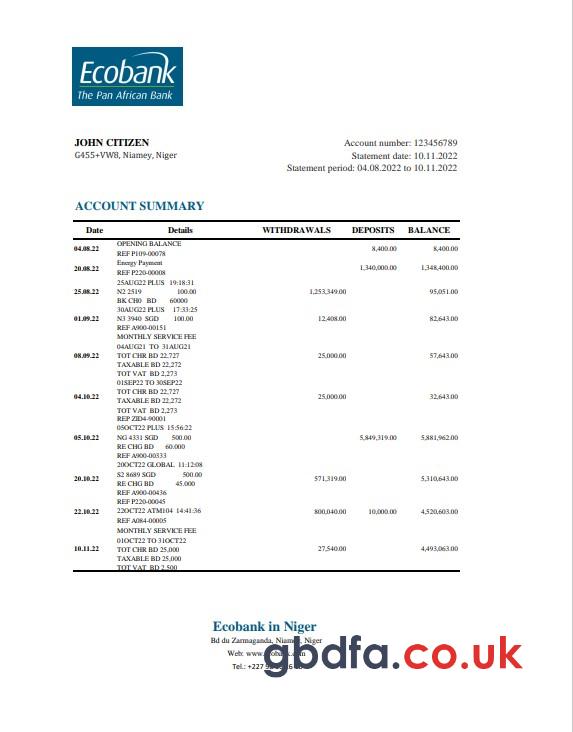 Ecobank
The Pan African Bank
JOHN CITIZEN
G455+VW8, Niamey, Niger
Account number: 123456789
Statement date: 10.11.2022
Statement period: 04.08.2022 to 10.11.2022
ACCOUNT SUMMARY
Date Details WITHDRAWALS DEPOSITS BALANCE
OPENING BALANCE
04.08.22 8,400.00 8,400.00
REF P109-00078
Energy Payment
20.08.22 1,340,000.00 1,348,400.00
REF P220-00008
25AUG22 PLUS 19:18:31
25.08.22 N2 2519 100.00 1,253,349.00 95,051.00
BK CH0 BD 60000
30AUG22 PLUS 17:33:25
01.09.22 N3 3940 SGD 100.00 12,408.00 82,643.00
REF A900-00151
MONTHLY SERVICE FEE
04AUG21 TO 31AUG21
08.09.22 TOT CHR BD 22,727 25,000.00 57,643.00
TAXABLE BD 22,272
TOT VAT BD 2,273
01SEP22 TO 30SEP22
TOT CHR BD 22,727
04.10.22 25,000.00 32,643.00
TAXABLE BD 22,272
TOT VAT BD 2,273
REP ZID4-90001
05OCT22 PLUS 15:56:22
05.10.22 NG 4331 SGD 500.00 5,849,319.00 5,881,962.00
RE CHG BD 60.000
REF A900-00333
20OCT22 GLOBAL 11:12:08
S2 8689 SGD 500.00
20.10.22 571,319.00 5,310,643.00
RE CHG BD 45.000
REF A900-00436
REF P220-00045
22.10.22 22OCT22 ATM104 14:41:36 800,040.00 10,000.00 4,520,603.00
REF A084-00005
MONTHLY SERVICE FEE
01OCT22 TO 31OCT22
10.11.22 TOT CHR BD 25,000 27,540.00 4,493,063.00
TAXABLE BD 25,000
TOT VAT BD 2,500
Ecobank in Niger
Bd du Zarmaganda, Niamey, Niger
Web: www.ecobank.com
Tel.: +227
gbdfa.co.uk